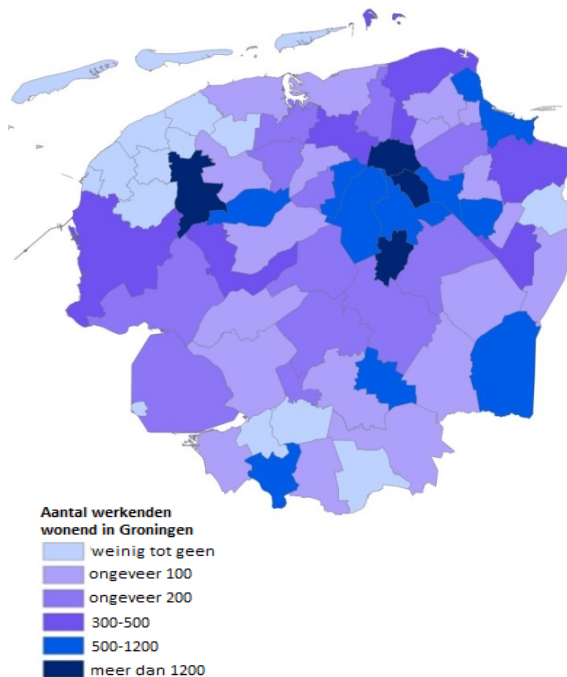 Aantal werkenden
wonend in Groningen
weinig tot geen
ongeveer 100
ongeveer 200
300-500
500-1200
meer dan 1200